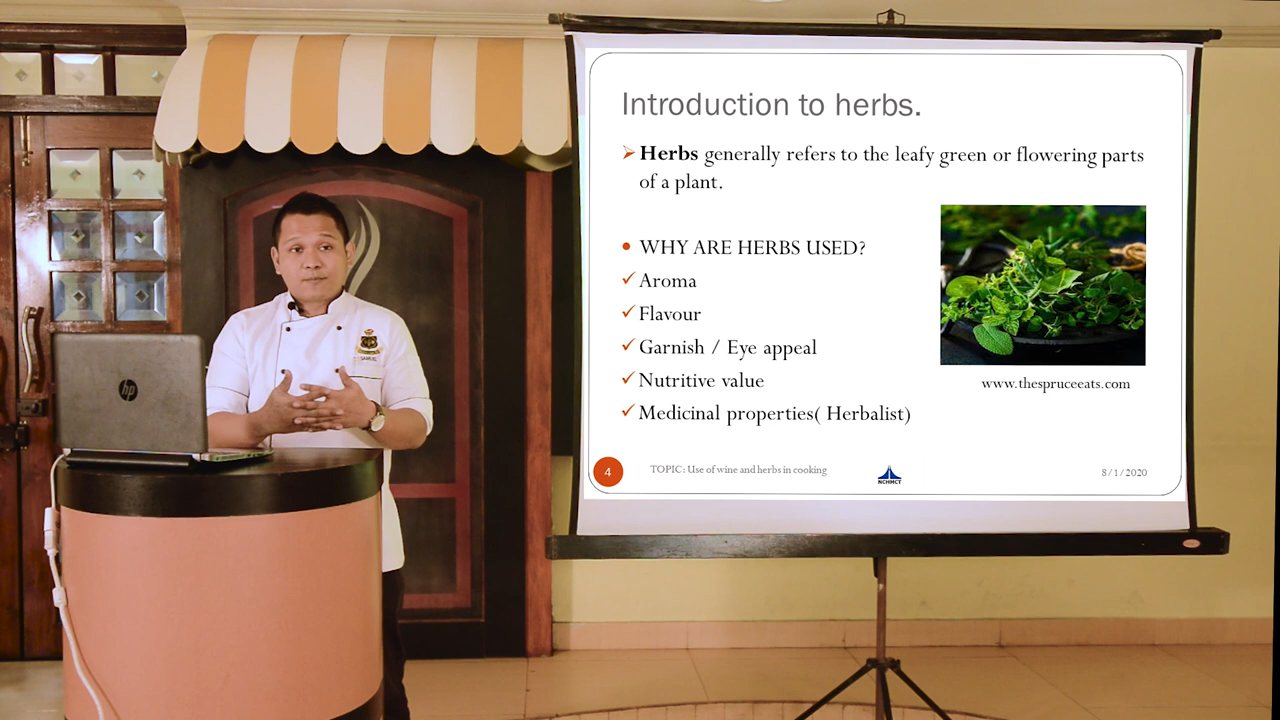 Introduction to herbs.
Herbs generally refers to the leafy green or flowering parts
of a plant.
WHY ARE HERBS USED?
Aroma
Flavour
Garnish / Eye appeal
Nutritive value
Medicinal properties( Herbalist)
www.thespruceeats.com
4
TOPIC: Use of wine and herbs in cooking
NCHMCT
8/1/2020
hp